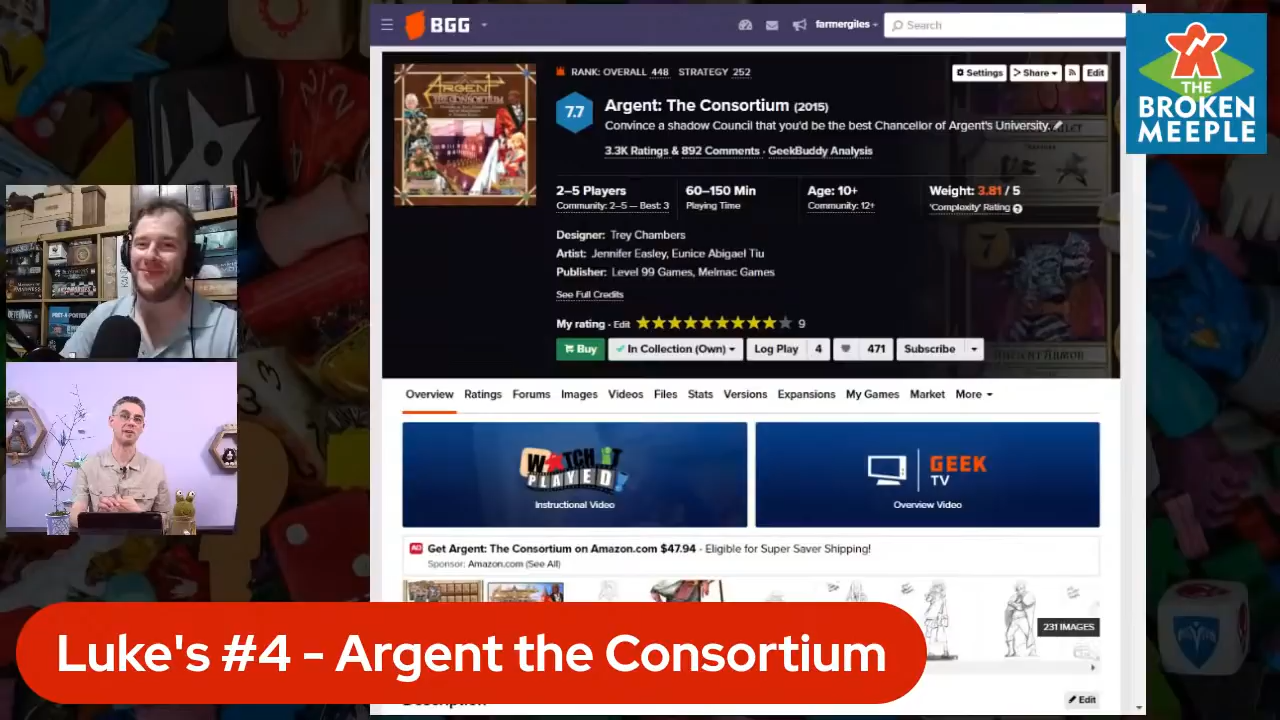 BGG
farmergiles
Search
THE
BROKEN
MEEPLE
ARGENT
THE CONSORTIUM
RANK: OVERALL 448 STRATEGY 252
Settings
Share
Edit
7.7
Argent: The Consortium (2015)
Convince a shadow Council that you'd be the best Chancellor of Argent's University.
3.3K Ratings & 892 Comments · GeekBuddy Analysis
2–5 Players
60–150 Min
Age: 10+
Weight: 3.81 / 5
Community: 2–5 — Best: 3
Playing Time
Community: 12+
'Complexity' Rating
Designer: Trey Chambers
Artist: Jennifer Easley, Eunice Abigael Tiu
Publisher: Level 99 Games, Melmac Games
See Full Credits
My rating · Edit
9
Buy
In Collection (Own)
Log Play
4
471
Subscribe
Overview
Ratings
Forums
Images
Videos
Files
Stats
Versions
Expansions
My Games
Market
More
WATCH IT
PLAYED!
Instructional Video
GEEK
TV
Overview Video
AD
Get Argent: The Consortium on Amazon.com $47.94 - Eligible for Super Saver Shipping!
Sponsor: Amazon.com (See All)
231 IMAGES
Luke's #4 - Argent the Consortium
Description
Edit